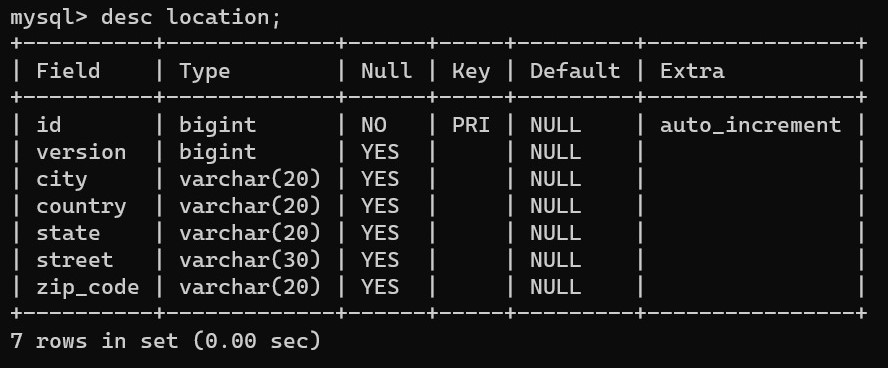 mysql> desc location;
+----------+-------------+------+-----+---------+----------------+
| Field    | Type        | Null | Key | Default | Extra          |
+----------+-------------+------+-----+---------+----------------+
| id       | bigint      | NO   | PRI | NULL    | auto_increment |
| version  | bigint      | YES  |     | NULL    |                |
| city     | varchar(20) | YES  |     | NULL    |                |
| country  | varchar(20) | YES  |     | NULL    |                |
| state    | varchar(20) | YES  |     | NULL    |                |
| street   | varchar(30) | YES  |     | NULL    |                |
| zip_code | varchar(20) | YES  |     | NULL    |                |
+----------+-------------+------+-----+---------+----------------+
7 rows in set (0.00 sec)